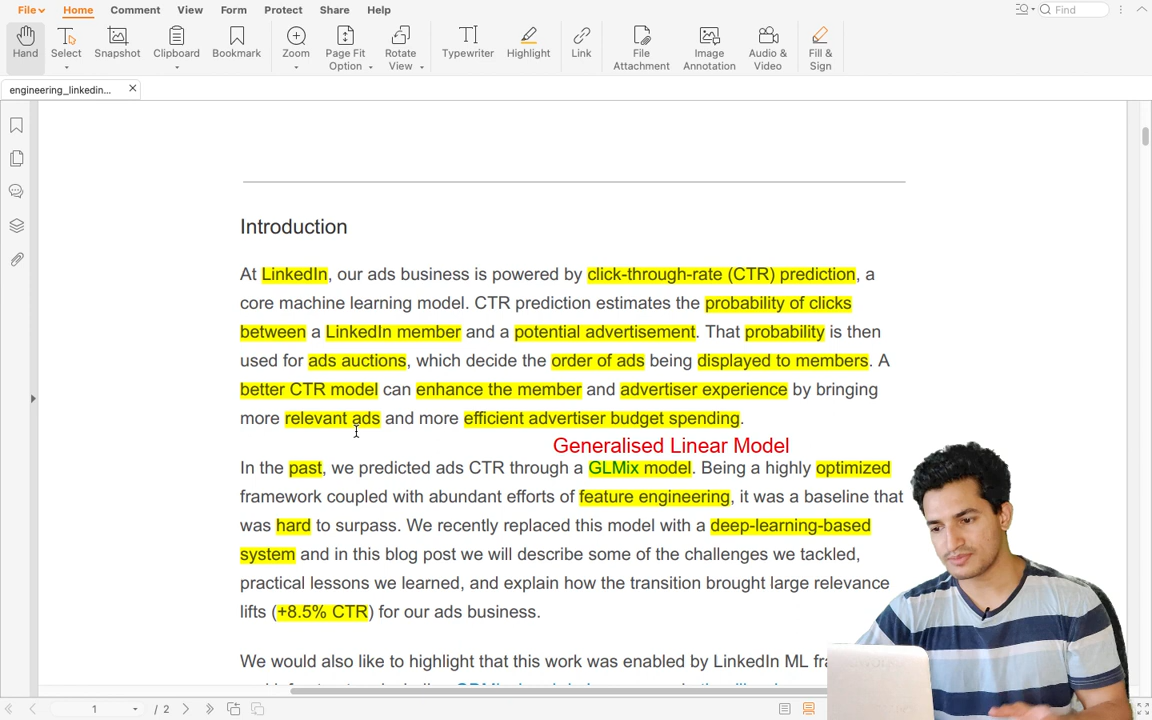 File Home Comment View Form Protect Share Help Find
Hand Select Snapshot Clipboard Bookmark Zoom Page Fit Option Rotate View Typewriter Highlight Link File Attachment Image Annotation Audio & Video Fill & Sign
engineering_linkedin...
Introduction
At LinkedIn, our ads business is powered by click-through-rate (CTR) prediction, a
core machine learning model. CTR prediction estimates the probability of clicks
between a LinkedIn member and a potential advertisement. That probability is then
used for ads auctions, which decide the order of ads being displayed to members. A
better CTR model can enhance the member and advertiser experience by bringing
more relevant ads and more efficient advertiser budget spending.
Generalised Linear Model
In the past, we predicted ads CTR through a GLMix model. Being a highly optimized
framework coupled with abundant efforts of feature engineering, it was a baseline that
was hard to surpass. We recently replaced this model with a deep-learning-based
system and in this blog post we will describe some of the challenges we tackled,
practical lessons we learned, and explain how the transition brought large relevance
lifts (+8.5% CTR) for our ads business.
We would also like to highlight that this work was enabled by LinkedIn ML
1 / 2